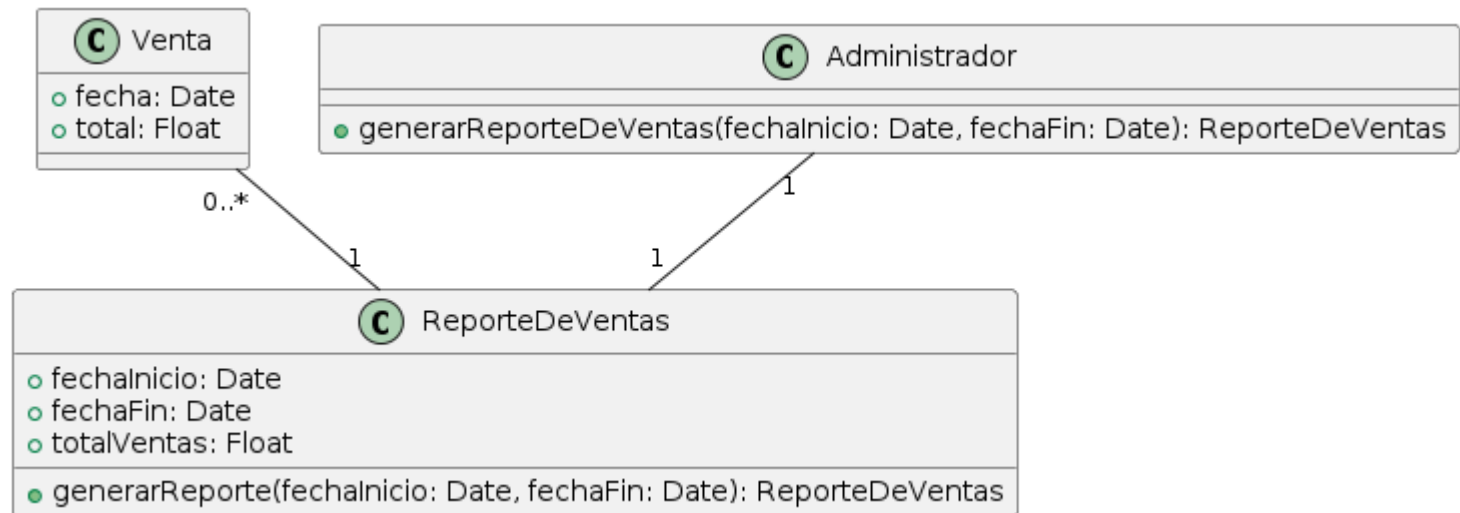 C Venta
fecha: Date
total: Float
C Administrador
generarReporteDeVentas(fechaInicio: Date, fechaFin: Date): ReporteDeVentas
0..*
1
1
1
C ReporteDeVentas
fechaInicio: Date
fechaFin: Date
totalVentas: Float
generarReporte(fechaInicio: Date, fechaFin: Date): ReporteDeVentas